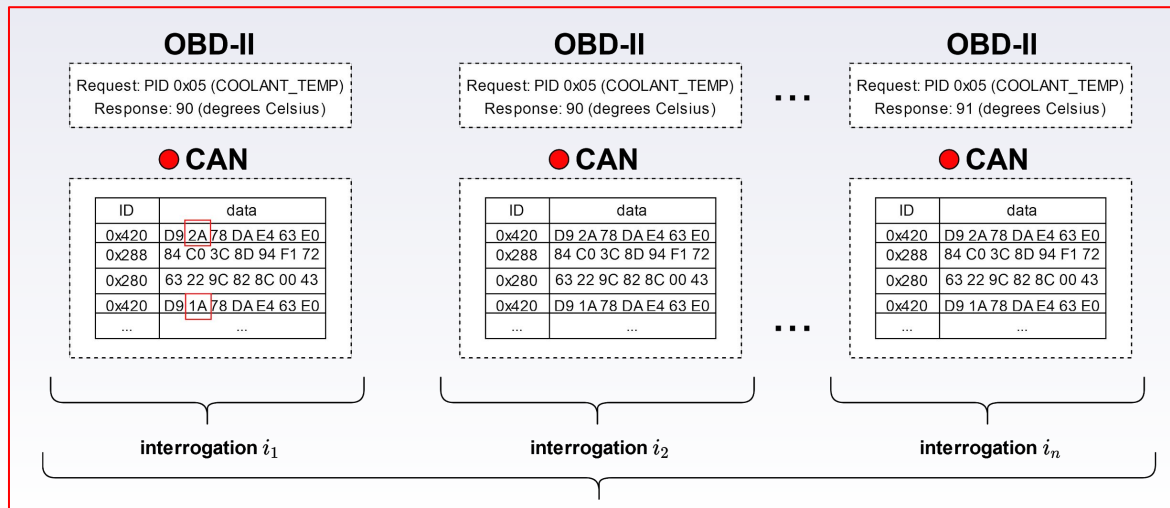 OBD-II
Request: PID 0x05 (COOLANT_TEMP)
Response: 90 (degrees Celsius)
CAN
ID data
0x420 D9 2A 78 DA E4 63 E0
0x288 84 C0 3C 8D 94 F1 72
0x280 63 22 9C 82 8C 00 43
0x420 D9 1A 78 DA E4 63 E0
... ...
interrogation i1
OBD-II
Request: PID 0x05 (COOLANT_TEMP)
Response: 90 (degrees Celsius)
CAN
ID data
0x420 D9 2A 78 DA E4 63 E0
0x288 84 C0 3C 8D 94 F1 72
0x280 63 22 9C 82 8C 00 43
0x420 D9 1A 78 DA E4 63 E0
... ...
interrogation i2
...
...
OBD-II
Request: PID 0x05 (COOLANT_TEMP)
Response: 91 (degrees Celsius)
CAN
ID data
0x420 D9 2A 78 DA E4 63 E0
0x288 84 C0 3C 8D 94 F1 72
0x280 63 22 9C 82 8C 00 43
0x420 D9 1A 78 DA E4 63 E0
... ...
interrogation in